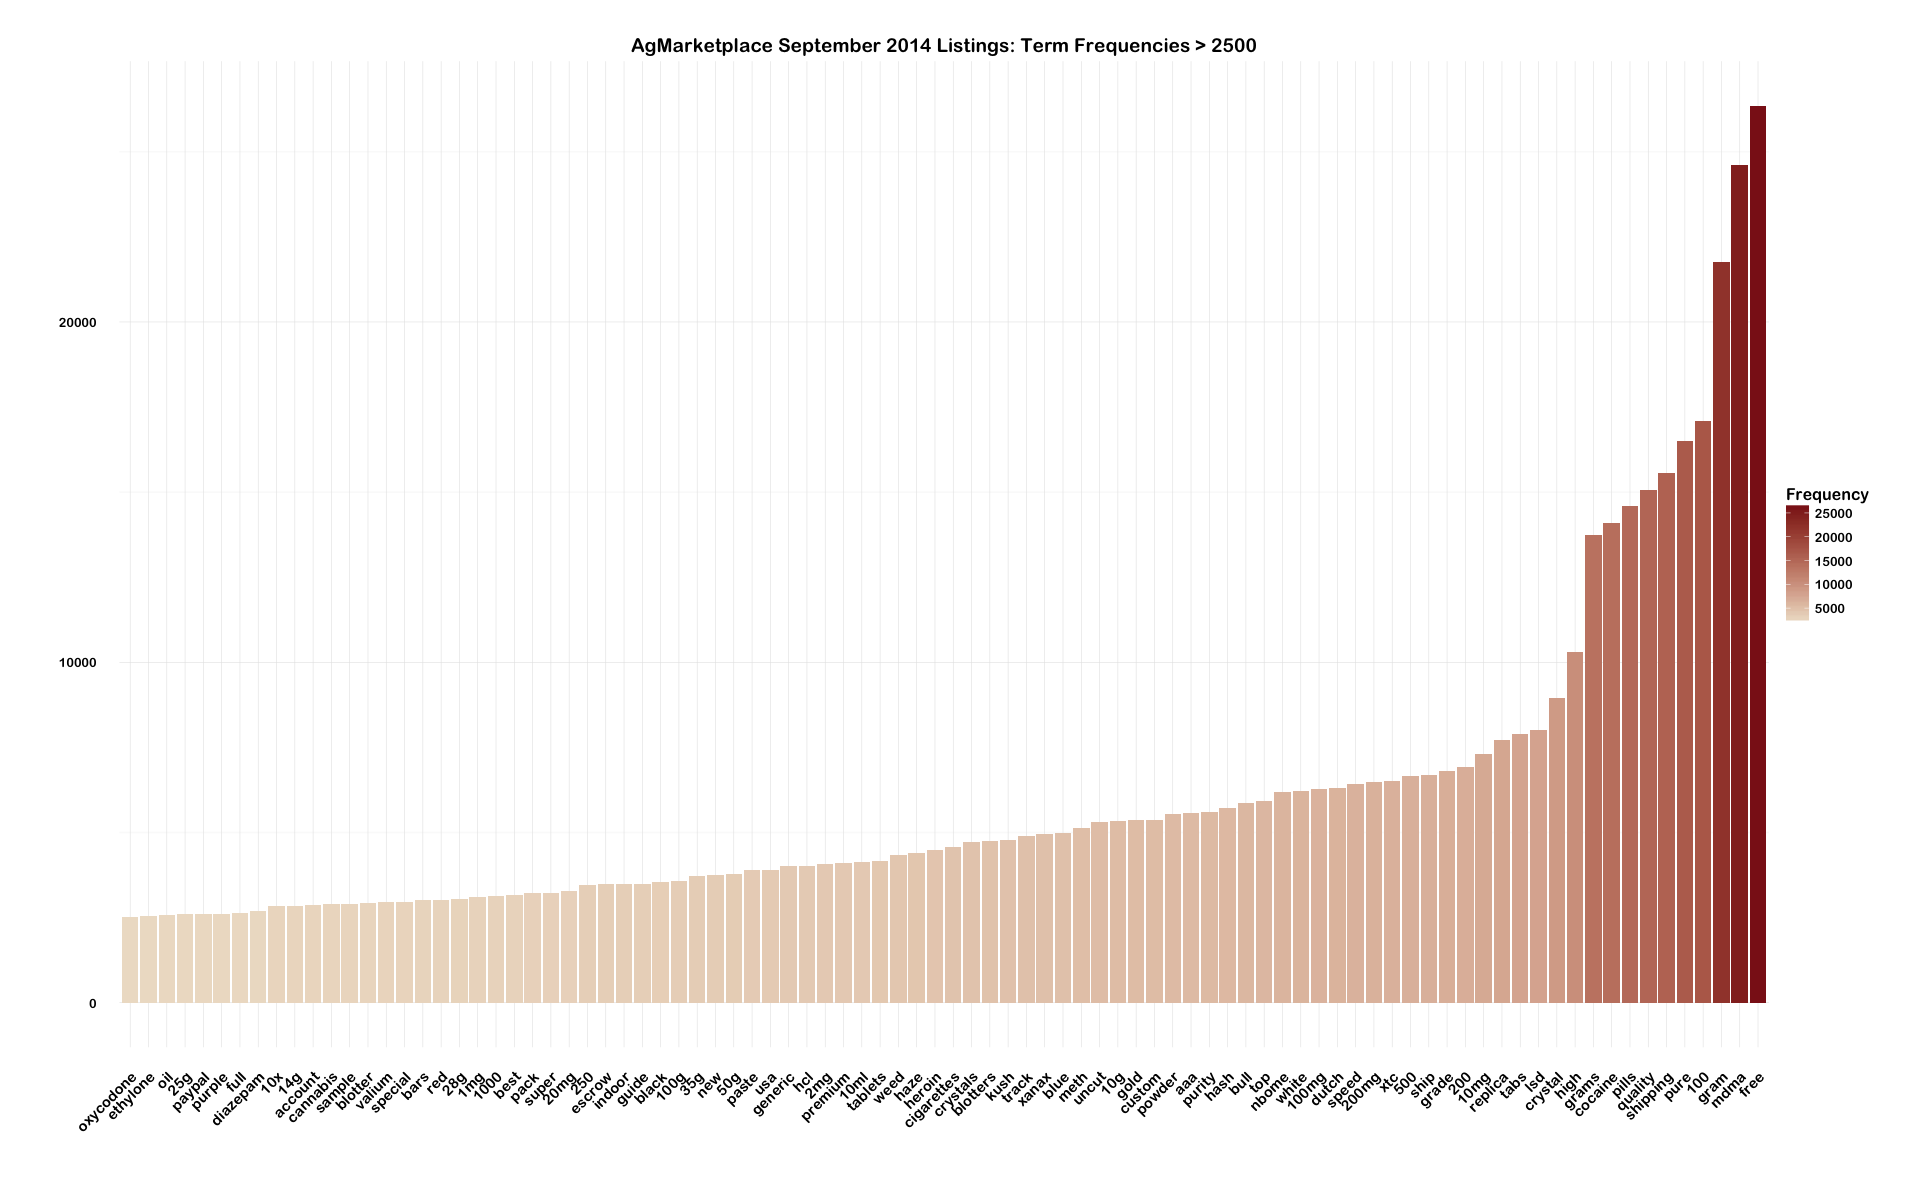 AgMarketplace September 2014 Listings: Term Frequencies > 2500
20000
10000
0
Frequency
25000
20000
15000
10000
5000
oxycodone
ethylone
oil
25g
paypal
purple
full
diazepam
10x
14g
account
cannabis
sample
blotter
valium
special
bars
red
28g
1mg
1000
best
pack
super
20mg
250
escrow
indoor
guide
black
100g
35g
new
50g
paste
usa
generic
hcl
2mg
premium
10ml
tablets
weed
haze
heroin
cigarettes
crystals
blotters
kush
track
xanax
blue
meth
uncut
10g
gold
custom
powder
aaa
purity
hash
bull
top
nbome
white
100mg
dutch
speed
200mg
xtc
500
ship
grade
200
10mg
replica
tabs
lsd
crystal
high
grams
cocaine
pills
quality
shipping
pure
100
gram
mdma
free